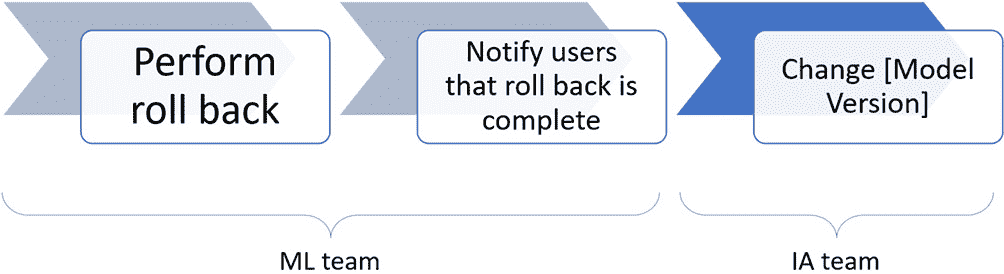 Perform
roll back
Notify users
that roll back is
complete
Change [Model
Version]
ML team
IA team